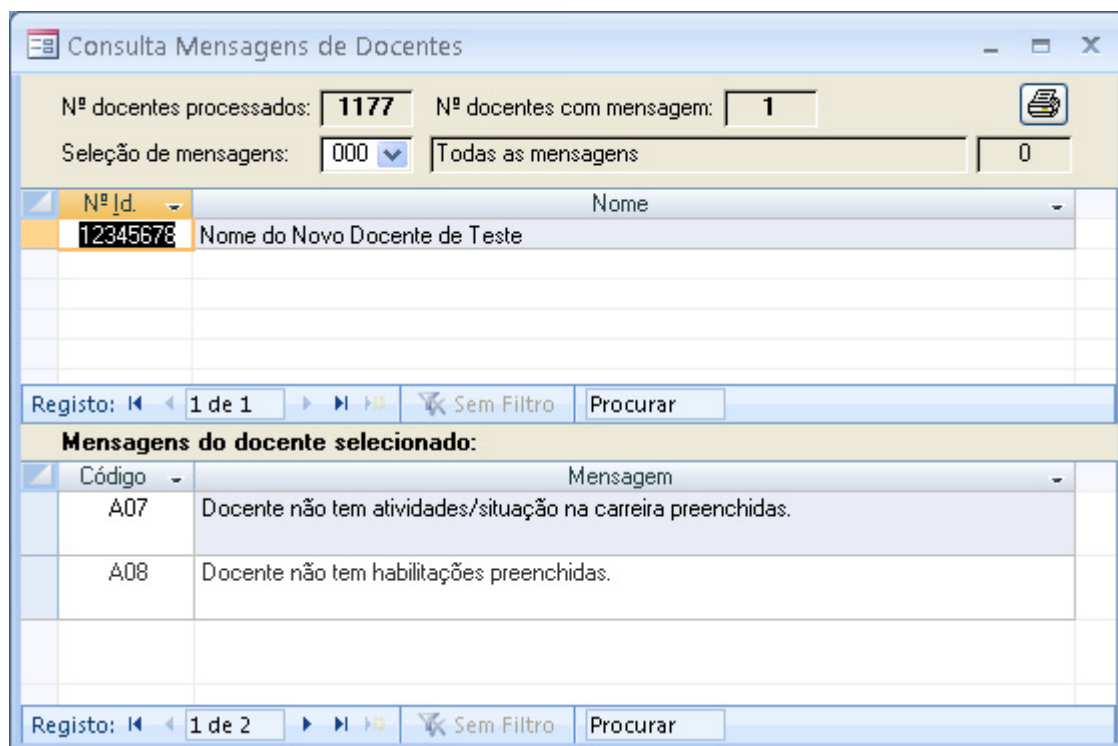 Consulta Mensagens de Docentes
Nº docentes processados: 1177 Nº docentes com mensagem: 1
Seleção de mensagens: 000 Todas as mensagens 0
Nº Id. Nome
12345678 Nome do Novo Docente de Teste
Registo: 1 de 1 Sem Filtro Procurar
Mensagens do docente selecionado:
Código Mensagem
A07 Docente não tem atividades/situação na carreira preenchidas.
A08 Docente não tem habilitações preenchidas.
Registo: 1 de 2 Sem Filtro Procurar